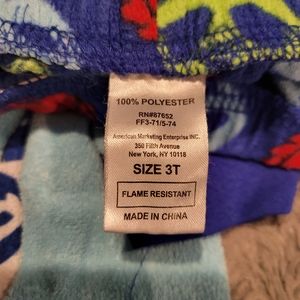 100% POLYESTER
RN#87652
FF3-71/5-74
American Marketing Enterprise INC.
350 Fifth Avenue
New York, NY 10118
SIZE 3T
FLAME RESISTANT
MADE IN CHINA